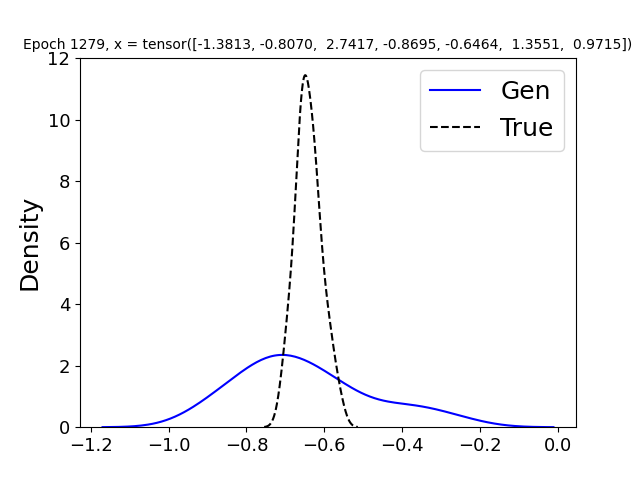 Epoch 1279, x = tensor([-1.3813, -0.8070,  2.7417, -0.8695, -0.6464,  1.3551,  0.9715])
12
10
8
6
4
2
0
Density
Gen
True
−1.2 −1.0 −0.8 −0.6 −0.4 −0.2 0.0